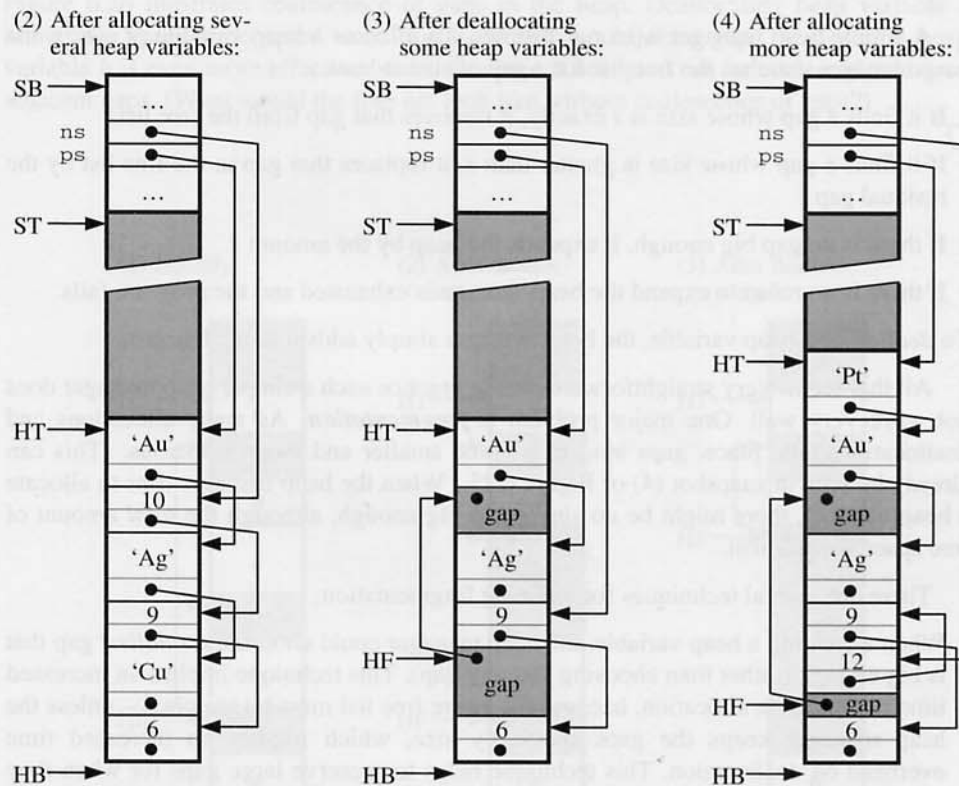 (2) After allocating sev-
eral heap variables:
SB
ns
ps
...
ST
HT
‘Au’
10
‘Ag’
9
‘Cu’
6
HB
(3) After deallocating
some heap variables:
SB
ns
ps
...
ST
HT
‘Au’
gap
‘Ag’
9
HF
gap
6
HB
(4) After allocating
more heap variables:
SB
ns
ps
...
ST
HT
‘Pt’
‘Au’
gap
‘Ag’
9
12
HF
gap
6
HB